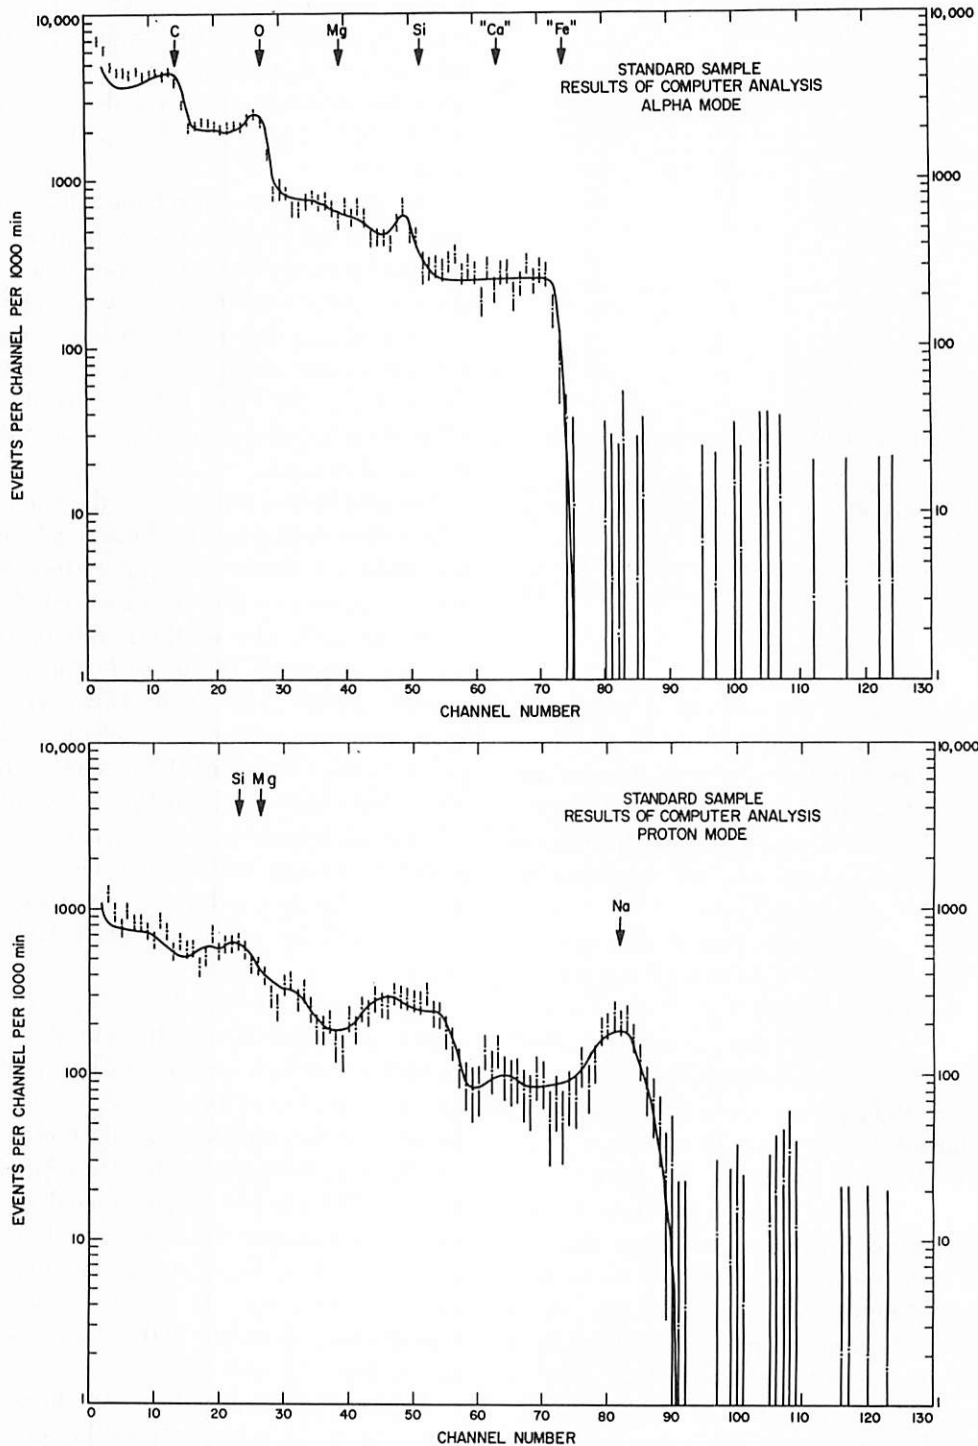 10,000
10,000
C
O
Mg
Si
"Ca"
"Fe"
STANDARD SAMPLE
RESULTS OF COMPUTER ANALYSIS
ALPHA MODE
1000
1000
100
100
10
10
1
1
EVENTS PER CHANNEL PER 1000 min
0 10 20 30 40 50 60 70 80 90 100 110 120 130
CHANNEL NUMBER
10,000
10,000
Si Mg
STANDARD SAMPLE
RESULTS OF COMPUTER ANALYSIS
PROTON MODE
Na
1000
1000
100
100
10
10
1
1
EVENTS PER CHANNEL PER 1000 min
0 10 20 30 40 50 60 70 80 90 100 110 120 130
CHANNEL NUMBER